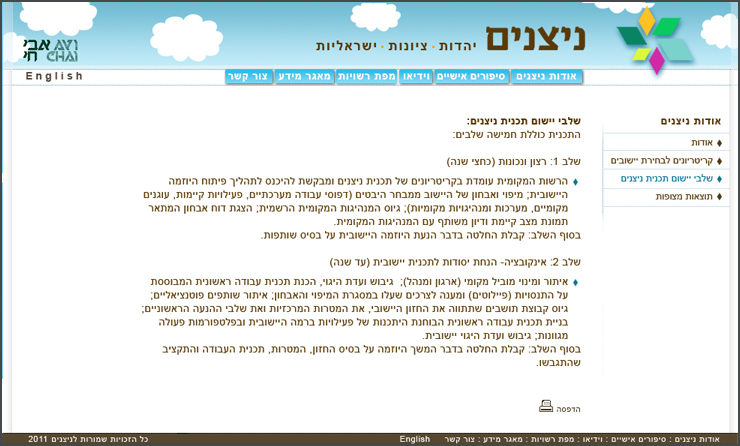 אבי חי AVI CHAI
ניצנים
יהדות • ציונות • ישראליות
אודות ניצנים
סיפורים אישיים
וידיאו
מפת רשויות
מאגר מידע
צור קשר
English
אודות ניצנים
אודות
קריטריונים לבחירת יישובים
שלבי יישום תכנית ניצנים
תוצאות מצופות
שלבי יישום תכנית ניצנים:
התכנית כוללת חמישה שלבים:
שלב 1: רצון ונכונות (כחצי שנה)
הרשות המקומית עומדת בקריטריונים של תכנית ניצנים ומבקשת להיכנס לתהליך פיתוח היוזמה
היישובית; מיפוי ואבחון של היישוב ממבחר היבטים (דפוסי עבודה מערכתיים, פעילויות קיימות, עוגנים
מקומיים, מערכות ומנהיגויות מקומיות); גיוס המנהיגות המקומית הרשמית; הצגת דוח אבחון המתאר
תמונת מצב קיימת ודיון משותף עם המנהיגות המקומית.
בסוף השלב: קבלת החלטה בדבר הנעת היוזמה היישובית על בסיס שותפות.
שלב 2: אינקובציה- הנחת יסודות לתכנית יישובית (עד שנה)
איתור ומינוי מוביל מקומי (ארגון ומנהל); גיבוש ועדת היגוי, הכנת תכנית עבודה ראשונית המבוססת
על התנסויות (פיילוטים) ומענה לצרכים שעלו במסגרת המיפוי והאבחון; איתור שותפים פוטנציאליים;
גיוס קבוצת תושבים שתתווה את החזון היישובי, את המטרות המרכזיות ואת שלבי ההנעה הראשוניים;
בניית תכנית עבודה ראשונית הבוחנת היתכנות של פעילויות ברמה היישובית ובפלטפורמות פעולה
מגוונות; גיבוש ועדת היגוי יישובית.
בסוף השלב: קבלת החלטה בדבר המשך היוזמה על בסיס החזון, המטרות, תכנית העבודה והתקציב
שהתגבשו.
הדפסה
אודות ניצנים : סיפורים אישיים : וידיאו : מפת רשויות : מאגר מידע : צור קשר English
כל הזכויות שמורות לניצנים 2011